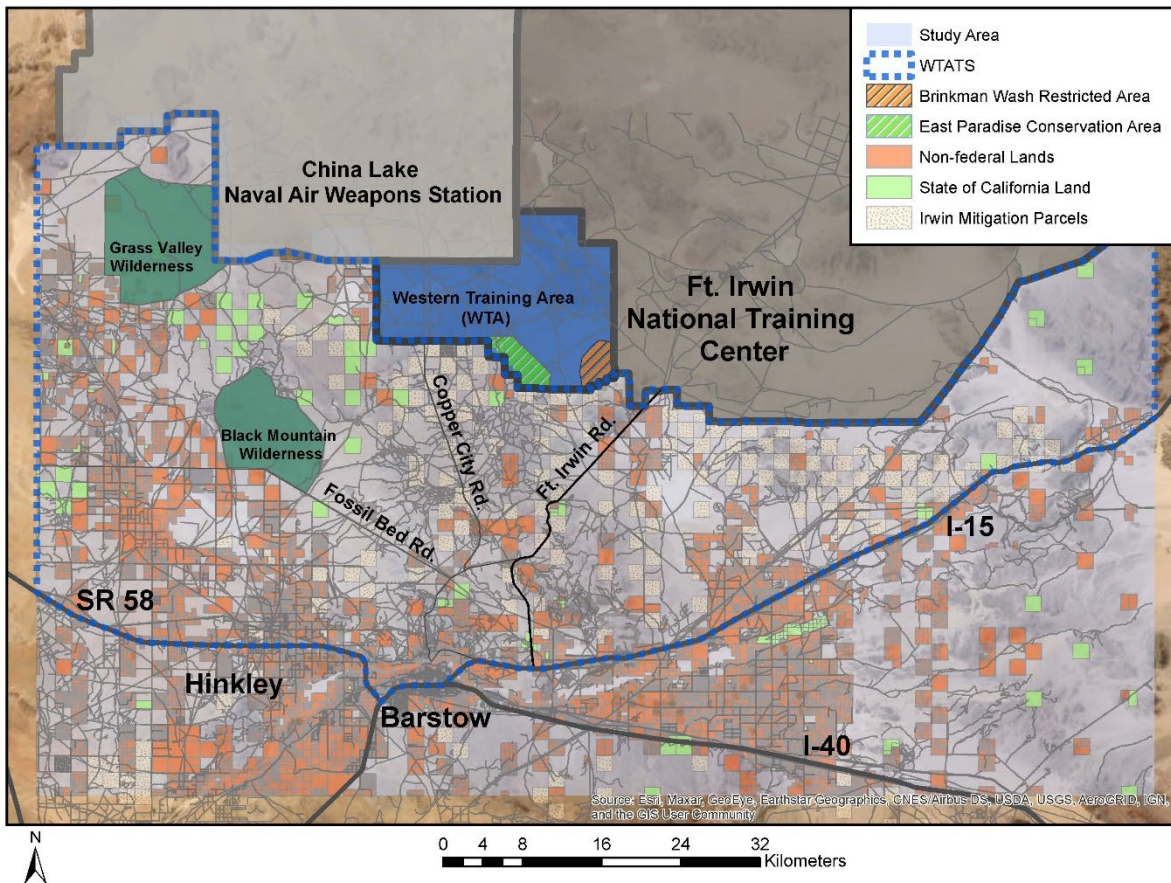 Study Area
WTATS
Brinkman Wash Restricted Area
East Paradise Conservation Area
Non-federal Lands
State of California Land
Irwin Mitigation Parcels
China Lake
Naval Air Weapons Station
Grass Valley
Wilderness
Western Training Area
(WTA)
Ft. Irwin
National Training
Center
Black Mountain
Wilderness
Copper City Rd.
Ft. Irwin Rd.
Fossil Bed Rd.
I-15
SR 58
Hinkley
Barstow
I-40
Source: Esri, Maxar, GeoEye, Earthstar Geographics, CNES/Airbus DS, USDA, USGS, AeroGRID, IGN,
and the GIS User Community
N
0 4 8 16 24 32
Kilometers